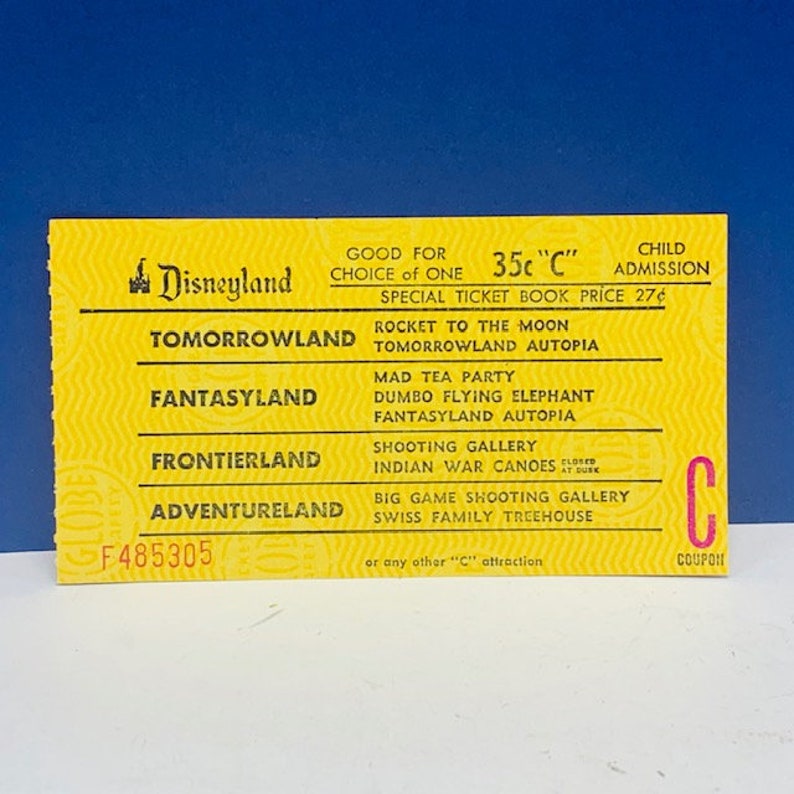 Disneyland
GOOD FOR
CHOICE of ONE
35¢ "C"
CHILD
ADMISSION
SPECIAL TICKET BOOK PRICE 27¢
TOMORROWLAND
ROCKET TO THE MOON
TOMORROWLAND AUTOPIA
FANTASYLAND
MAD TEA PARTY
DUMBO FLYING ELEPHANT
FANTASYLAND AUTOPIA
FRONTIERLAND
SHOOTING GALLERY
INDIAN WAR CANOES CLOSED AT DUSK
ADVENTURELAND
BIG GAME SHOOTING GALLERY
SWISS FAMILY TREEHOUSE
C
COUPON
GLOBE
F485305
or any other "C" attraction